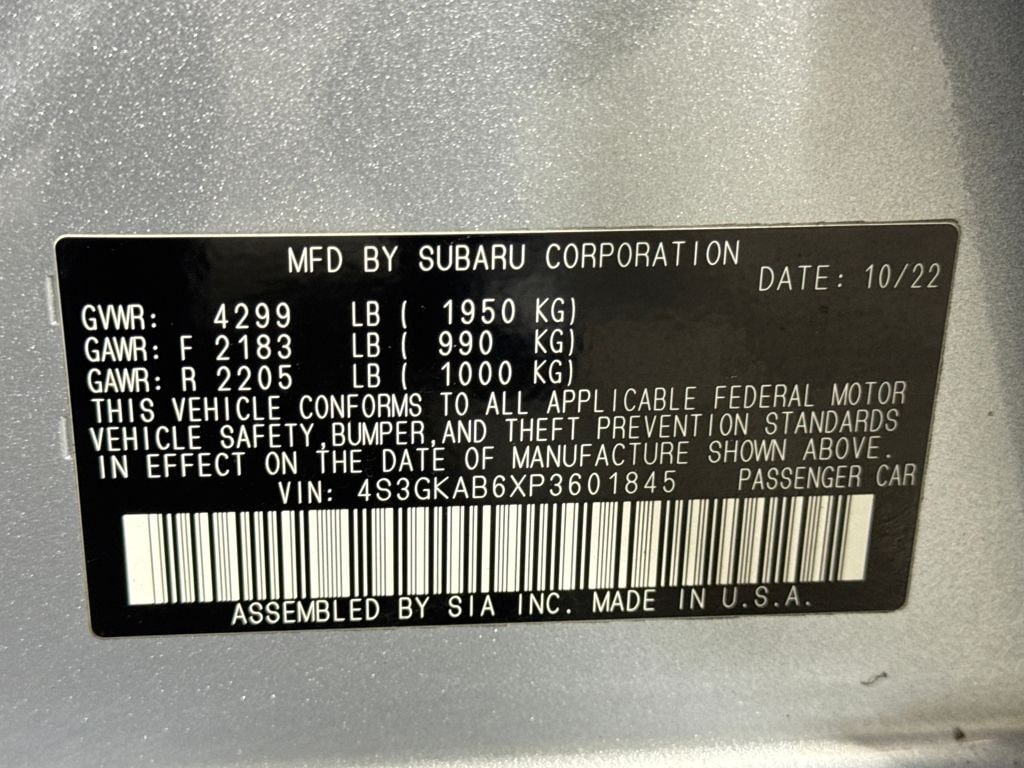 MFD BY SUBARU CORPORATION
DATE: 10/22
GVWR: 4299 LB ( 1950 KG)
GAWR: F 2183 LB ( 990 KG)
GAWR: R 2205 LB ( 1000 KG)
THIS VEHICLE CONFORMS TO ALL APPLICABLE FEDERAL MOTOR
VEHICLE SAFETY,BUMPER,AND THEFT PREVENTION STANDARDS
IN EFFECT ON THE DATE OF MANUFACTURE SHOWN ABOVE.
VIN: 4S3GKAB6XP3601845 PASSENGER CAR
ASSEMBLED BY SIA INC. MADE IN U.S.A.